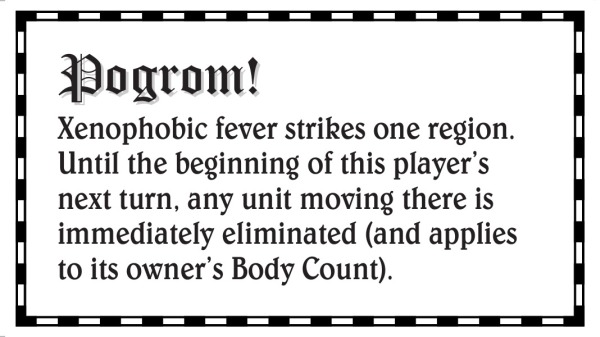 Pogrom!
Xenophobic fever strikes one region.
Until the beginning of this player's
next turn, any unit moving there is
immediately eliminated (and applies
to its owner's Body Count).